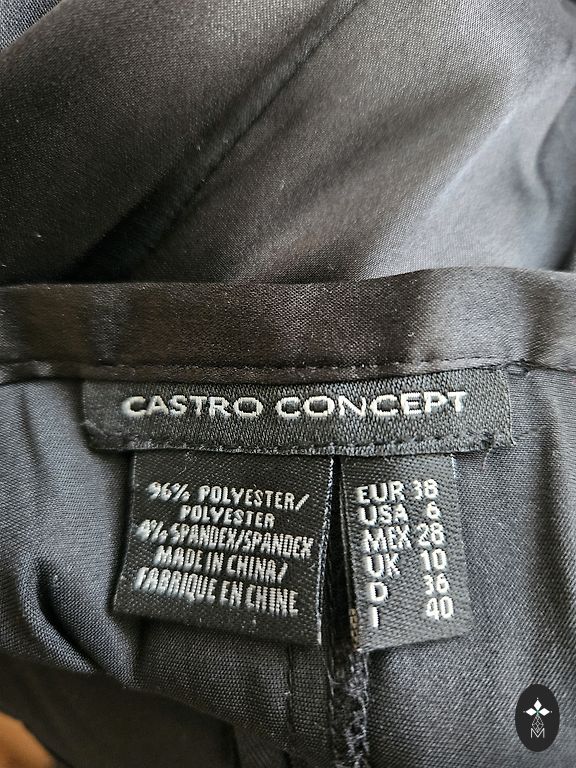 CASTRO CONCEPT
96% POLYESTER/
POLYESTER
4% SPANDEX/SPANDEX
MADE IN CHINA/
FABRIQUE EN CHINE
EUR 38
USA 6
MEX 28
UK 10
D 36
I 40
M